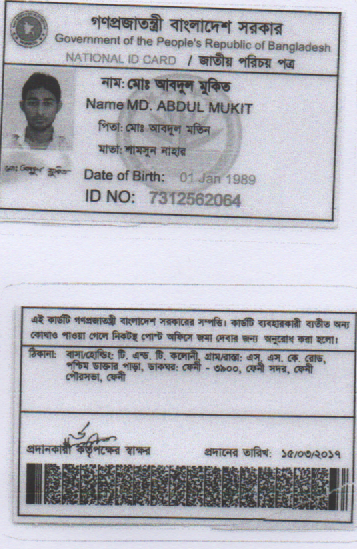 গণপ্রজাতন্ত্রী বাংলাদেশ সরকার
Government of the People's Republic of Bangladesh
NATIONAL ID CARD / জাতীয় পরিচয় পত্র
নাম: মোঃ আবদুল মুকিত
Name MD. ABDUL MUKIT
পিতা: মোঃ আবদুল মতিন
মাতা: শামসুন নাহার
Date of Birth: 01 Jan 1989
ID NO: 7312562064
এই কার্ডটি গণপ্রজাতন্ত্রী বাংলাদেশ সরকারের সম্পত্তি। কার্ডটি ব্যবহারকারী ব্যতীত অন্য
কোথাও পাওয়া গেলে নিকটস্থ পোস্ট অফিসে জমা দেবার জন্য অনুরোধ করা হলো।
ঠিকানা: বাসা/হোল্ডিং: টি. এন্ড. টি. কলোনী, গ্রাম/রাস্তা: এস. এস. কে. রোড,
পশ্চিম ডাক্তার পাড়া, ডাকঘর: ফেনী - ৩৯০০, ফেনী সদর, ফেনী
পৌরসভা, ফেনী
প্রদানকারী কর্তৃপক্ষের স্বাক্ষর প্রদানের তারিখ: ১৫/০৩/২০১৭